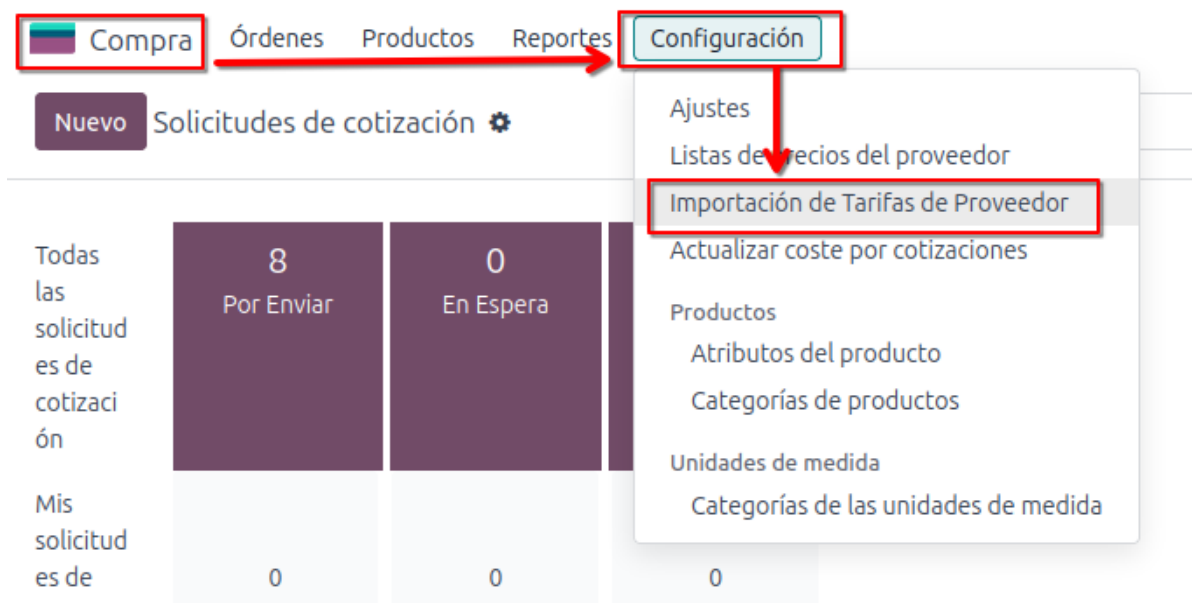 Compra
Órdenes
Productos
Reportes
Configuración
Nuevo
Solicitudes de cotización
Ajustes
Listas de precios del proveedor
Importación de Tarifas de Proveedor
Actualizar coste por cotizaciones
Productos
Atributos del producto
Categorías de productos
Unidades de medida
Categorías de las unidades de medida
Todas
las
solicitud
es de
cotizaci
ón
8
Por Enviar
0
En Espera
Mis
solicitud
es de
0
0
0